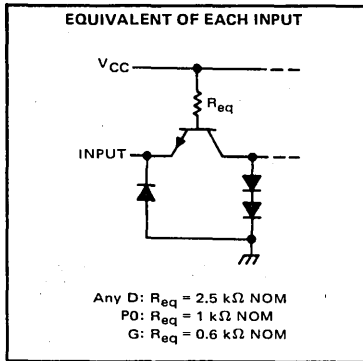 EQUIVALENT OF EACH INPUT
VCC
Req
INPUT
Any D: Req = 2.5 kΩ NOM
P0: Req = 1 kΩ NOM
G: Req = 0.6 kΩ NOM